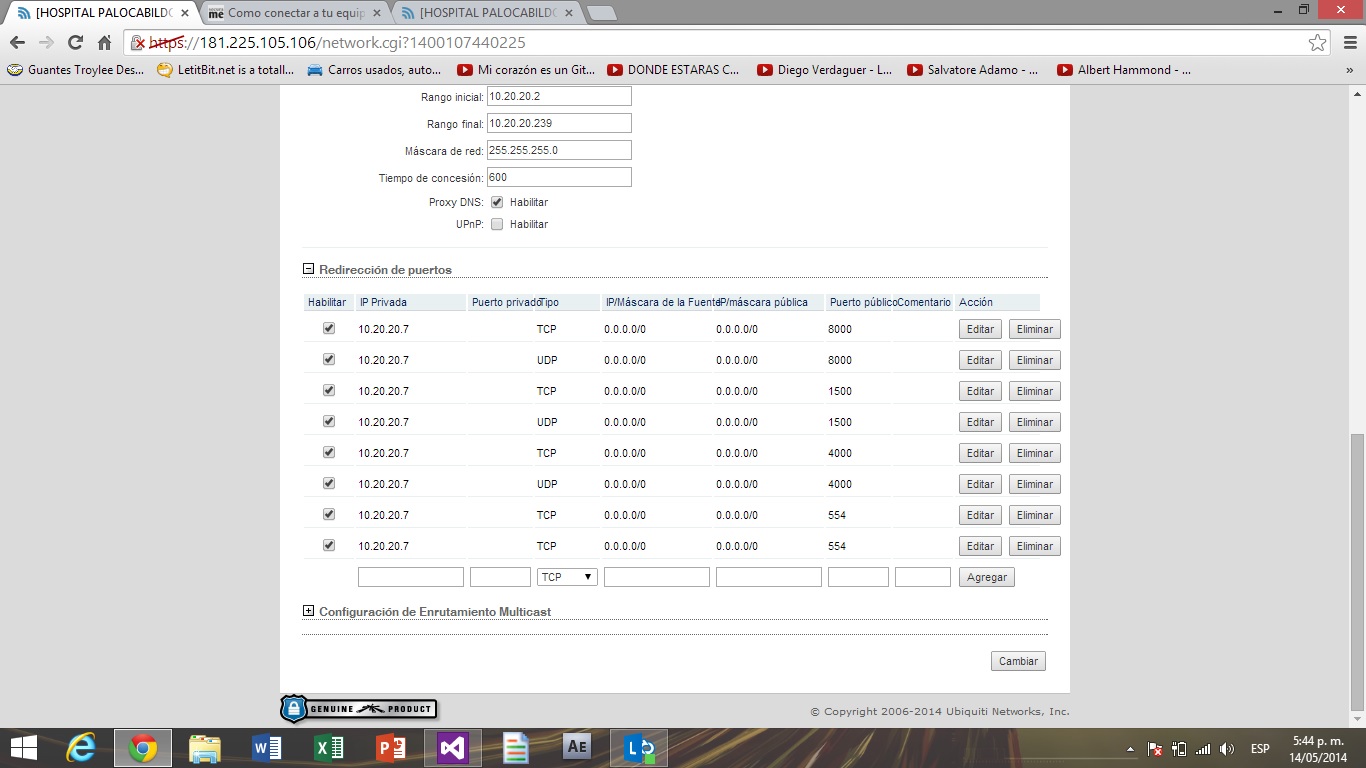 [HOSPITAL PALOCABILDO
Como conectar a tu equip
[HOSPITAL PALOCABILDO
https://181.225.105.106/network.cgi?1400107440225
Guantes Troylee Des... LetitBit.net is a totall... Carros usados, auto... Mi corazón es un Git... DONDE ESTARAS C... Diego Verdaguer - L... Salvatore Adamo - ... Albert Hammond - ... »
Rango inicial: 10.20.20.2
Rango final: 10.20.20.239
Máscara de red: 255.255.255.0
Tiempo de concesión: 600
Proxy DNS: Habilitar
UPnP: Habilitar
Redirección de puertos
Habilitar IP Privada Puerto privado Tipo IP/Máscara de la Fuente IP/máscara pública Puerto público Comentario Acción
10.20.20.7 TCP 0.0.0.0/0 0.0.0.0/0 8000 Editar Eliminar
10.20.20.7 UDP 0.0.0.0/0 0.0.0.0/0 8000 Editar Eliminar
10.20.20.7 TCP 0.0.0.0/0 0.0.0.0/0 1500 Editar Eliminar
10.20.20.7 UDP 0.0.0.0/0 0.0.0.0/0 1500 Editar Eliminar
10.20.20.7 TCP 0.0.0.0/0 0.0.0.0/0 4000 Editar Eliminar
10.20.20.7 UDP 0.0.0.0/0 0.0.0.0/0 4000 Editar Eliminar
10.20.20.7 TCP 0.0.0.0/0 0.0.0.0/0 554 Editar Eliminar
10.20.20.7 TCP 0.0.0.0/0 0.0.0.0/0 554 Editar Eliminar
TCP Agregar
Configuración de Enrutamiento Multicast
Cambiar
GENUINE PRODUCT
© Copyright 2006-2014 Ubiquiti Networks, Inc.
ESP
5:44 p. m.
14/05/2014